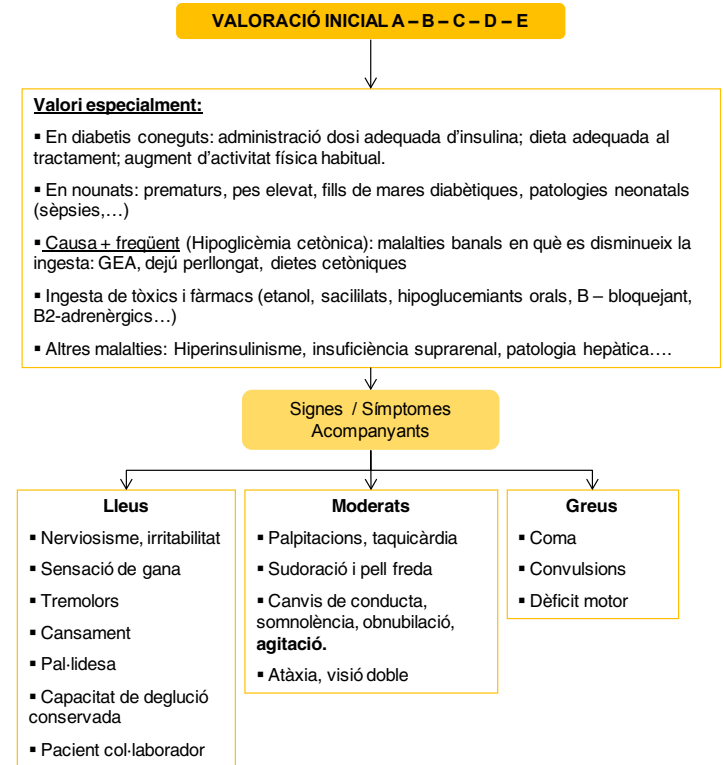 VALORACIÓ INICIAL A – B – C – D – E
Valori especialment:
▪ En diabetis coneguts: administració dosi adequada d'insulina; dieta adequada al
tractament; augment d'activitat física habitual.
▪ En nounats: prematurs, pes elevat, fills de mares diabètiques, patologies neonatals
(sèpsies,…)
▪ Causa + freqüent (Hipoglicèmia cetònica): malalties banals en què es disminueix la
ingesta: GEA, dejú perllongat, dietes cetòniques
▪ Ingesta de tòxics i fàrmacs (etanol, sacililats, hipoglucemiants orals, B – bloquejant,
B2-adrenèrgics…)
▪ Altres malalties: Hiperinsulinisme, insuficiència suprarenal, patologia hepàtica….
Signes / Símptomes
Acompanyants
Lleus
▪ Nerviosisme, irritabilitat
▪ Sensació de gana
▪ Tremolors
▪ Cansament
▪ Pal·lidesa
▪ Capacitat de deglució
conservada
▪ Pacient col·laborador
Moderats
▪ Palpitacions, taquicàrdia
▪ Sudoració i pell freda
▪ Canvis de conducta,
somnolència, obnubilació,
agitació.
▪ Atàxia, visió doble
Greus
▪ Coma
▪ Convulsions
▪ Dèficit motor